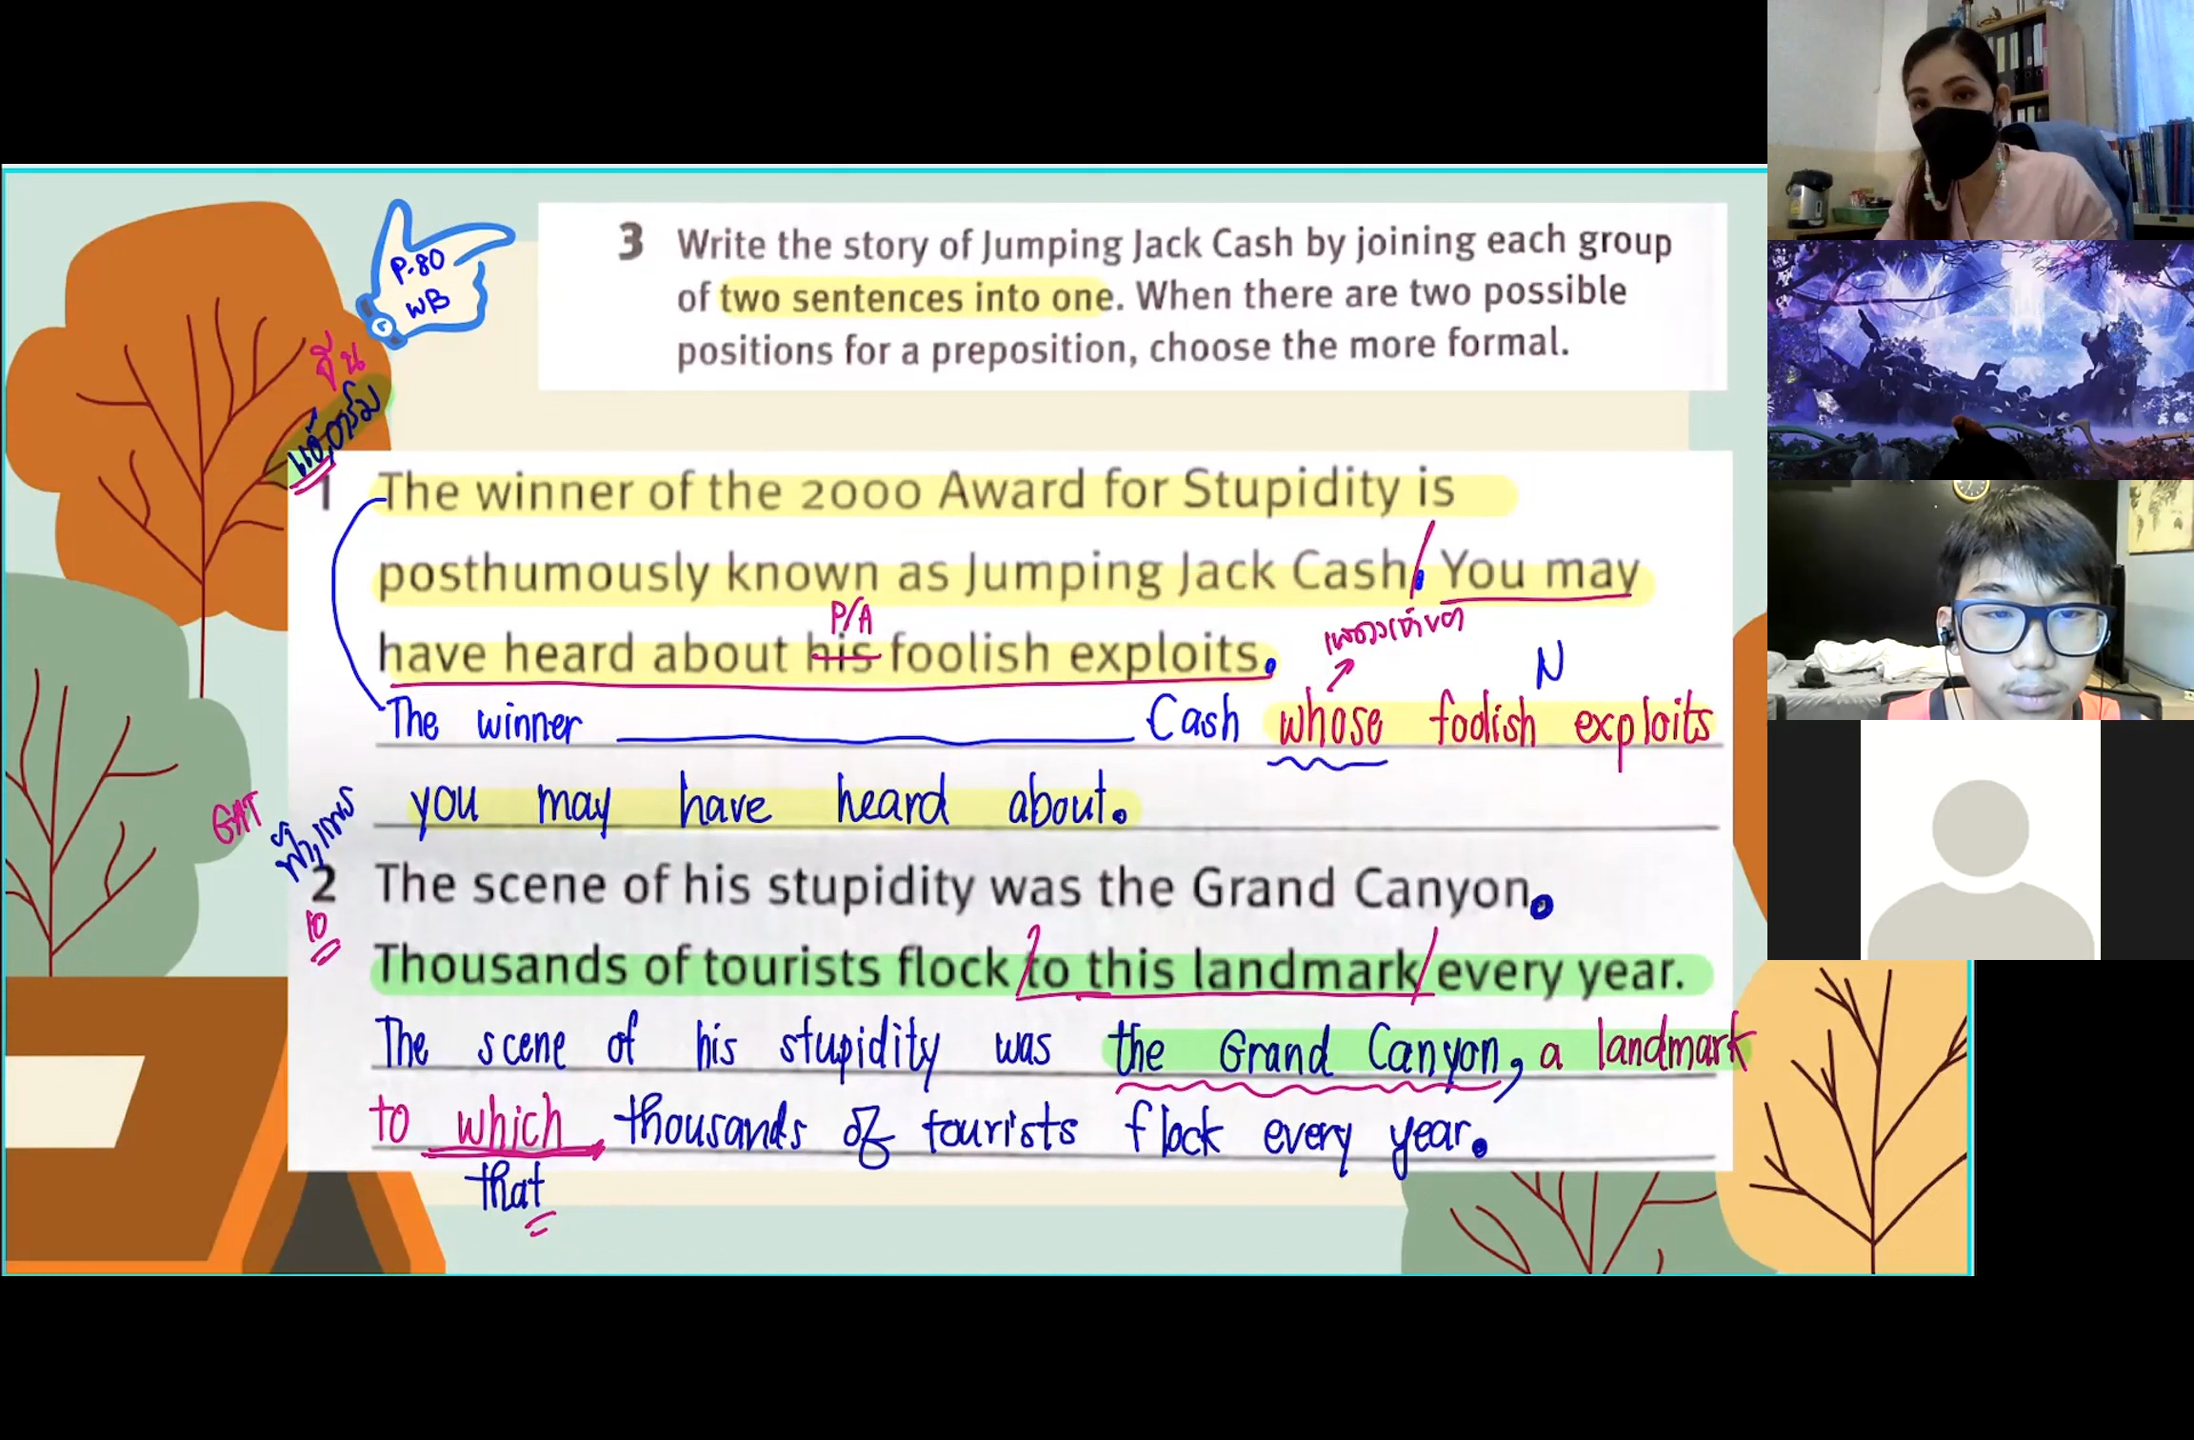 P.80
WB
3 Write the story of Jumping Jack Cash by joining each group
of two sentences into one. When there are two possible
positions for a preposition, choose the more formal.
จีน
1 The winner of the 2000 Award for Stupidity is
posthumously known as Jumping Jack Cash. You may
P/A
have heard about his foolish exploits.
N
The winner Cash whose foolish exploits
you may have heard about.
GAT
2 The scene of his stupidity was the Grand Canyon.
10
Thousands of tourists flock to this landmark every year.
The scene of his stupidity was the Grand Canyon, a landmark
to which thousands of tourists flock every year.
that